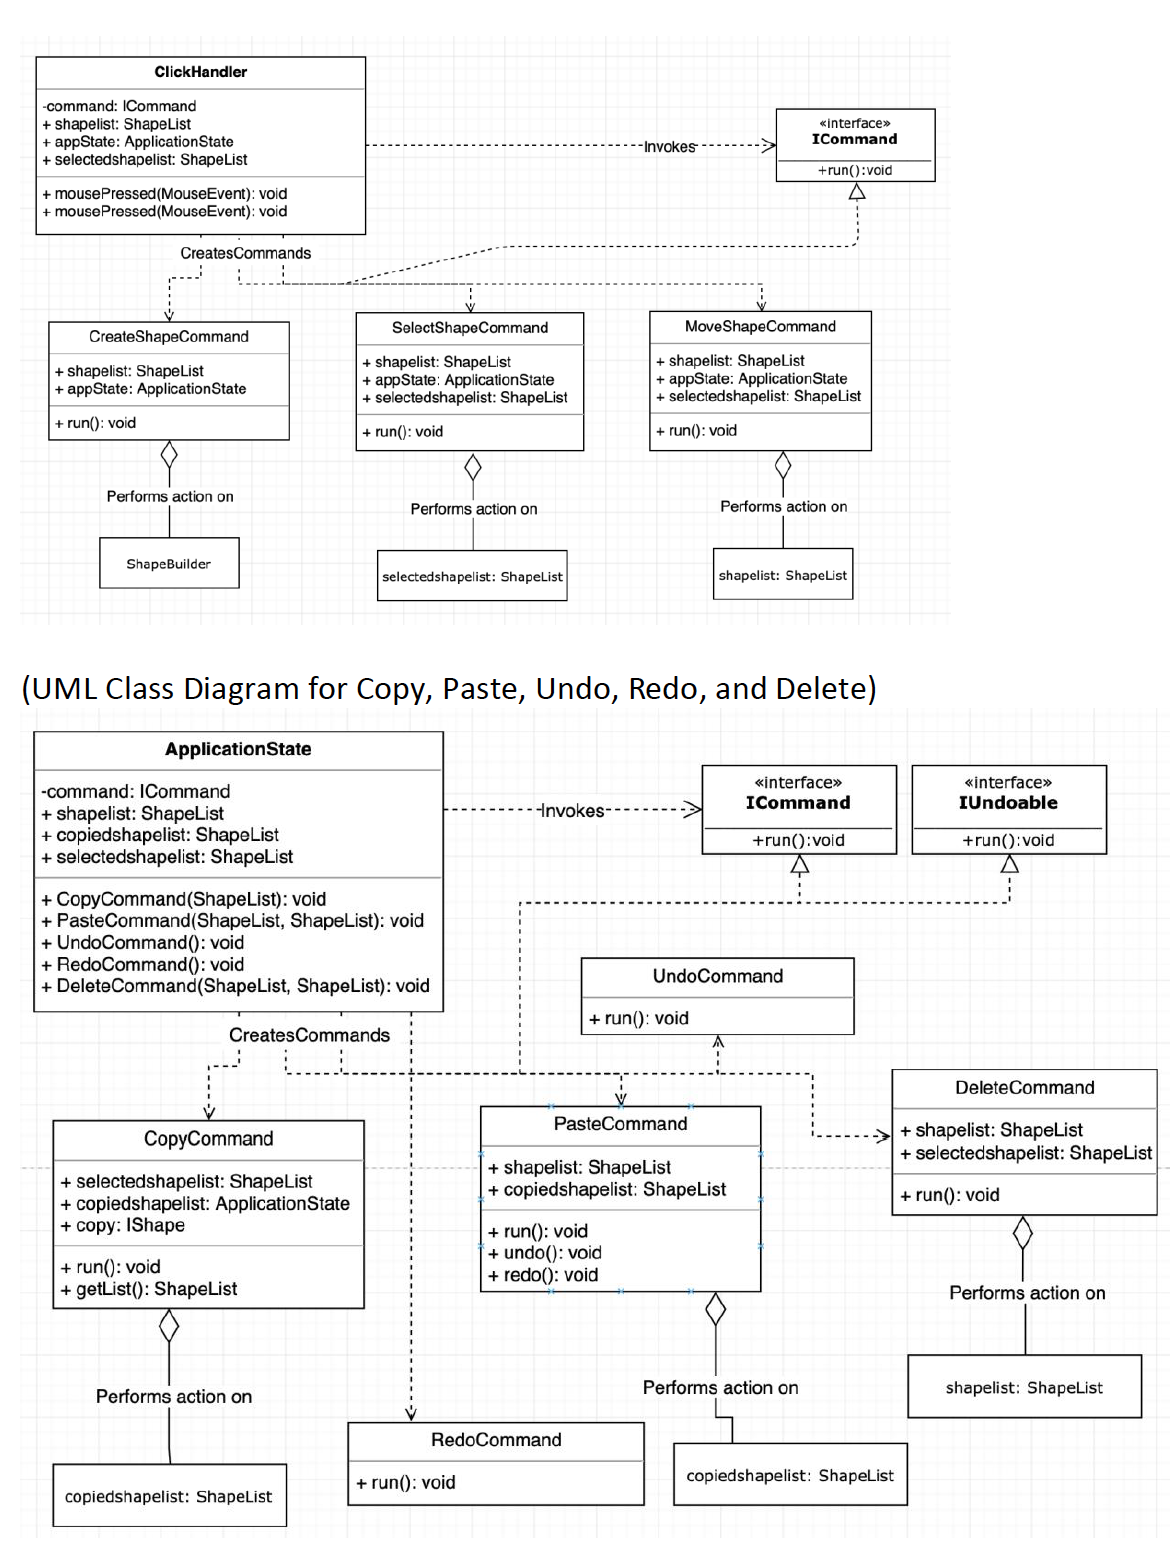 ClickHandler
-command: ICommand
+ shapelist: ShapeList
+ appState: ApplicationState
+ selectedshapelist: ShapeList
+ mousePressed(MouseEvent): void
+ mousePressed(MouseEvent): void
Invokes
«interface»
ICommand
+run():void
CreatesCommands
CreateShapeCommand
+ shapelist: ShapeList
+ appState: ApplicationState
+ run(): void
Performs action on
ShapeBuilder
SelectShapeCommand
+ shapelist: ShapeList
+ appState: ApplicationState
+ selectedshapelist: ShapeList
+ run(): void
Performs action on
selectedshapelist: ShapeList
MoveShapeCommand
+ shapelist: ShapeList
+ appState: ApplicationState
+ selectedshapelist: ShapeList
+ run(): void
Performs action on
shapelist: ShapeList
(UML Class Diagram for Copy, Paste, Undo, Redo, and Delete)
ApplicationState
-command: ICommand
+ shapelist: ShapeList
+ copiedshapelist: ShapeList
+ selectedshapelist: ShapeList
+ CopyCommand(ShapeList): void
+ PasteCommand(ShapeList, ShapeList): void
+ UndoCommand(): void
+ RedoCommand(): void
+ DeleteCommand(ShapeList, ShapeList): void
Invokes
«interface»
ICommand
+run():void
«interface»
IUndoable
+run():void
CreatesCommands
UndoCommand
+ run(): void
CopyCommand
+ selectedshapelist: ShapeList
+ copiedshapelist: ApplicationState
+ copy: IShape
+ run(): void
+ getList(): ShapeList
Performs action on
copiedshapelist: ShapeList
PasteCommand
+ shapelist: ShapeList
+ copiedshapelist: ShapeList
+ run(): void
+ undo(): void
+ redo(): void
Performs action on
copiedshapelist: ShapeList
DeleteCommand
+ shapelist: ShapeList
+ selectedshapelist: ShapeList
+ run(): void
Performs action on
shapelist: ShapeList
RedoCommand
+ run(): void